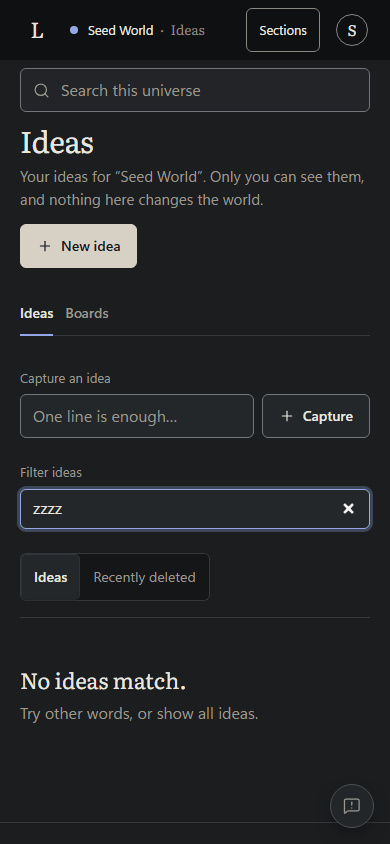 L Seed World · Ideas Sections S
Search this universe
Ideas
Your ideas for “Seed World”. Only you can see them,
and nothing here changes the world.
New idea
Ideas Boards
Capture an idea
One line is enough... Capture
Filter ideas
zzzz
Ideas Recently deleted
No ideas match.
Try other words, or show all ideas.